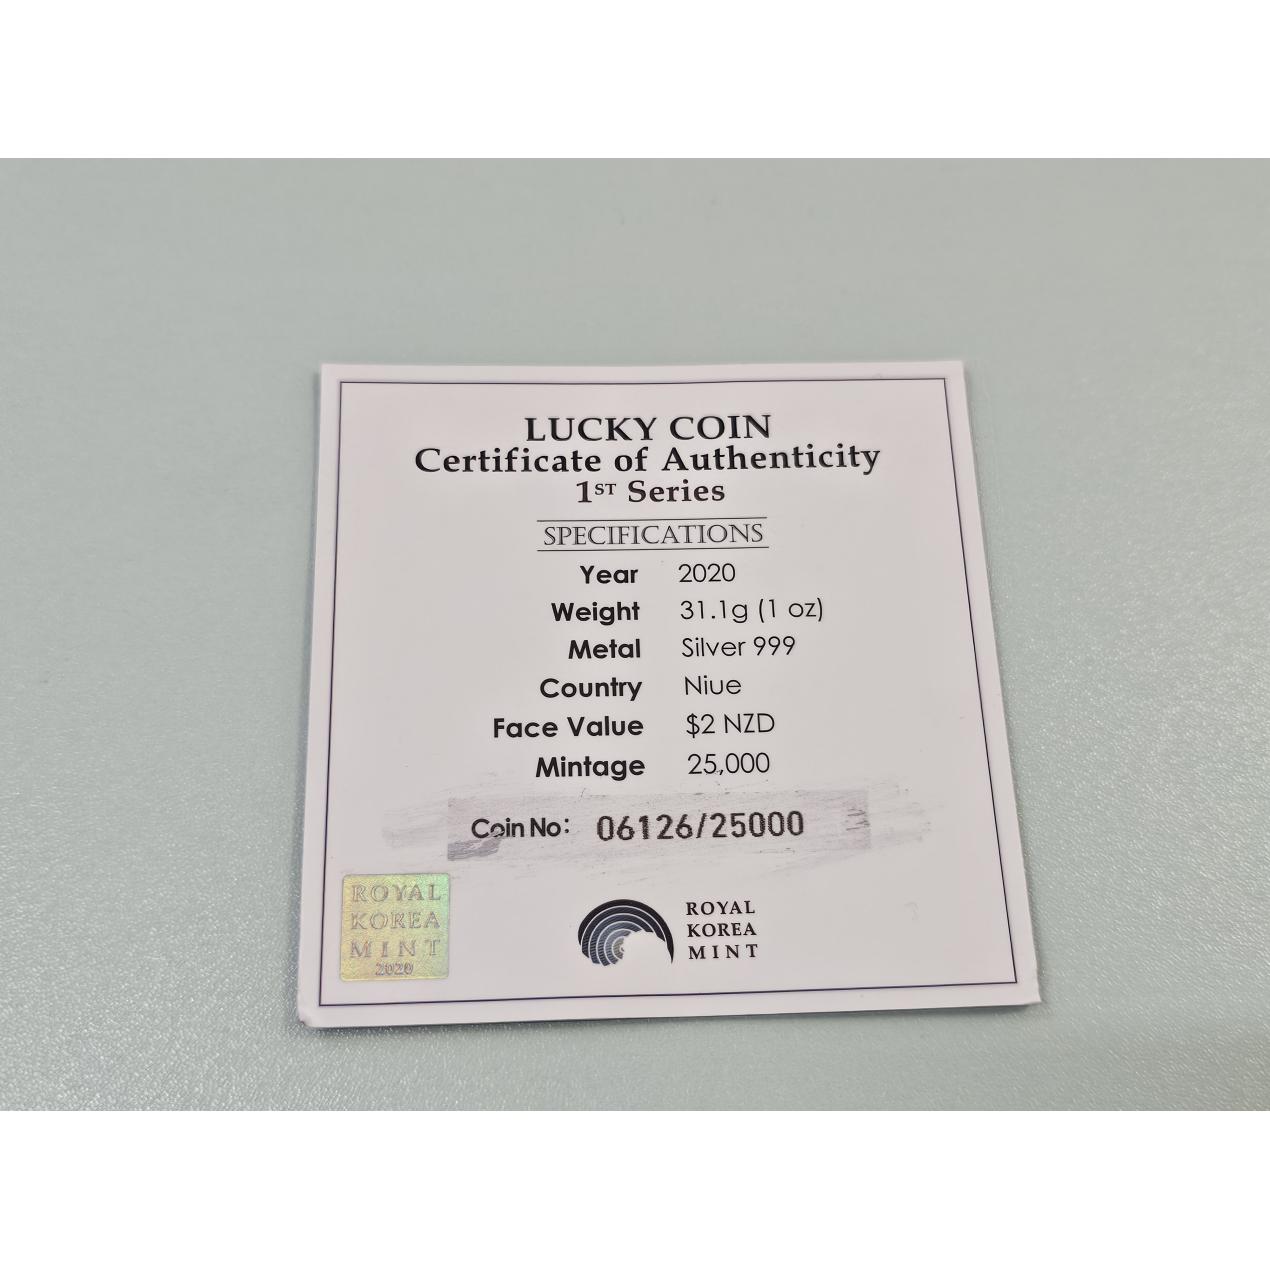 LUCKY COIN
Certificate of Authenticity
1ST Series
SPECIFICATIONS
Year 2020
Weight 31.1g (1 oz)
Metal Silver 999
Country Niue
Face Value $2 NZD
Mintage 25,000
Coin No: 06126/25000
ROYAL
KOREA
MINT
2020
ROYAL
KOREA
MINT